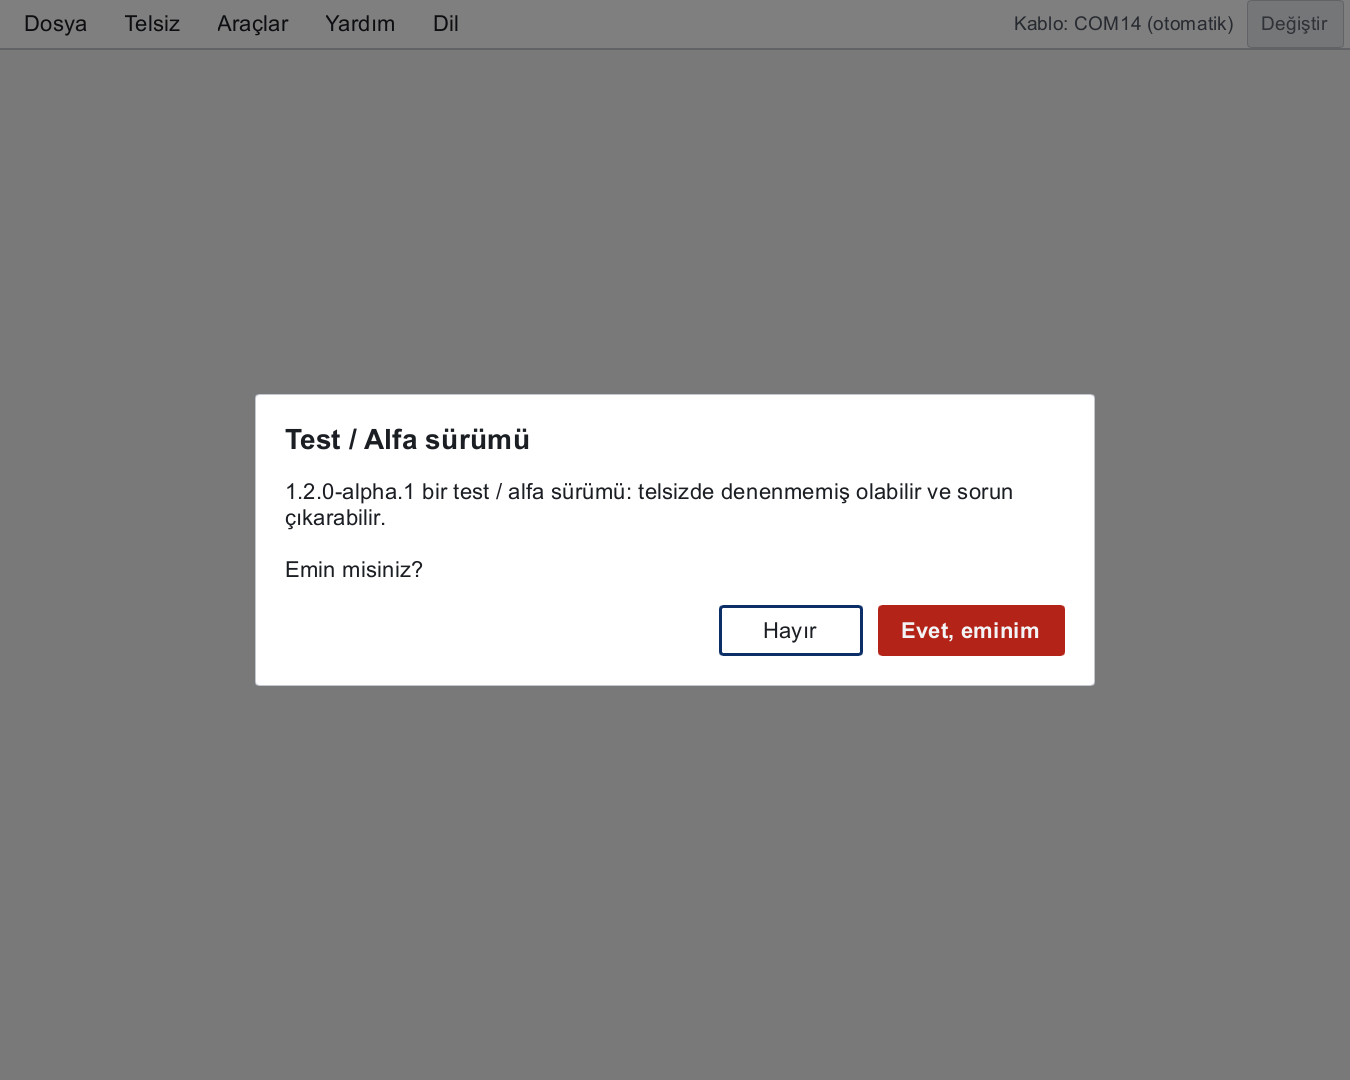 Dosya Telsiz Araçlar Yardım Dil Kablo: COM14 (otomatik) Değiştir
Test / Alfa sürümü
1.2.0-alpha.1 bir test / alfa sürümü: telsizde denenmemiş olabilir ve sorun
çıkarabilir.
Emin misiniz?
Hayır Evet, eminim